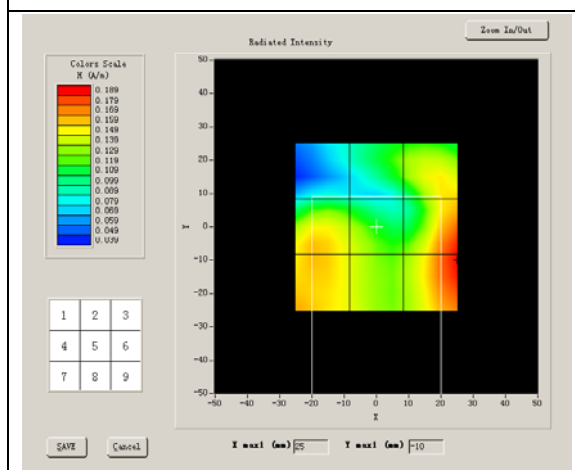 Zoom In/Out
Radiated Intensity
Colors Scale
H (A/m)
0.189
0.179
0.169
0.159
0.149
0.139
0.129
0.119
0.109
0.099
0.089
0.079
0.069
0.059
0.049
0.039
50
40
30
20
10
0
-10
-20
-30
-40
-50
Y
-50 -40 -30 -20 -10 0 10 20 30 40 50
X
1 2 3
4 5 6
7 8 9
SAVE Cancel
X max1 (mm) 25 Y max1 (mm) -10